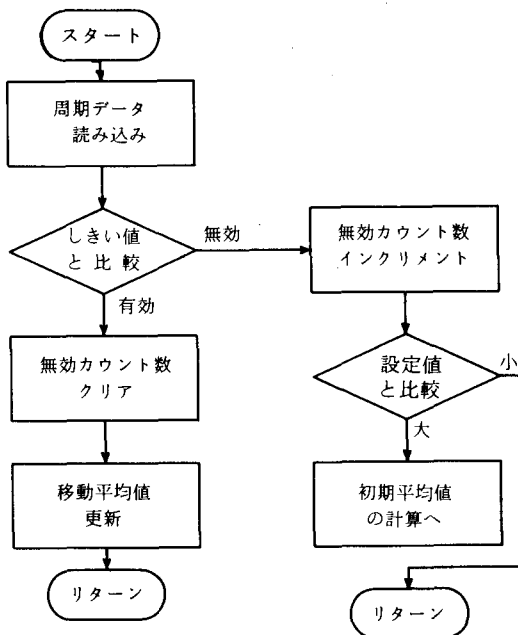 スタート
周期データ
読み込み
しきい値
と比較
無効
有効
無効カウント数
クリア
移動平均値
更新
リターン
無効カウント数
インクリメント
設定値
と比較
小
大
初期平均値
の計算へ
リターン